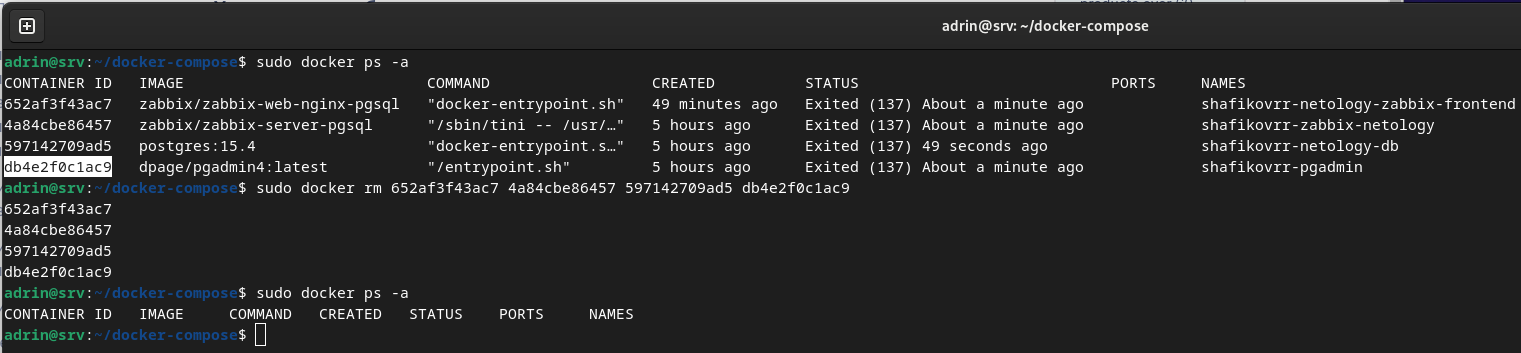 adrin@srv: ~/docker-compose
adrin@srv:~/docker-compose$ sudo docker ps -a
CONTAINER ID   IMAGE                           COMMAND                  CREATED          STATUS                            PORTS     NAMES
652af3f43ac7   zabbix/zabbix-web-nginx-pgsql   "docker-entrypoint.sh"   49 minutes ago   Exited (137) About a minute ago             shafikovrr-netology-zabbix-frontend
4a84cbe86457   zabbix/zabbix-server-pgsql      "/sbin/tini -- /usr/…"   5 hours ago      Exited (137) About a minute ago             shafikovrr-zabbix-netology
597142709ad5   postgres:15.4                   "docker-entrypoint.s…"   5 hours ago      Exited (137) 49 seconds ago                 shafikovrr-netology-db
db4e2f0c1ac9   dpage/pgadmin4:latest           "/entrypoint.sh"         5 hours ago      Exited (137) About a minute ago             shafikovrr-pgadmin
adrin@srv:~/docker-compose$ sudo docker rm 652af3f43ac7 4a84cbe86457 597142709ad5 db4e2f0c1ac9
652af3f43ac7
4a84cbe86457
597142709ad5
db4e2f0c1ac9
adrin@srv:~/docker-compose$ sudo docker ps -a
CONTAINER ID   IMAGE     COMMAND   CREATED   STATUS    PORTS     NAMES
adrin@srv:~/docker-compose$